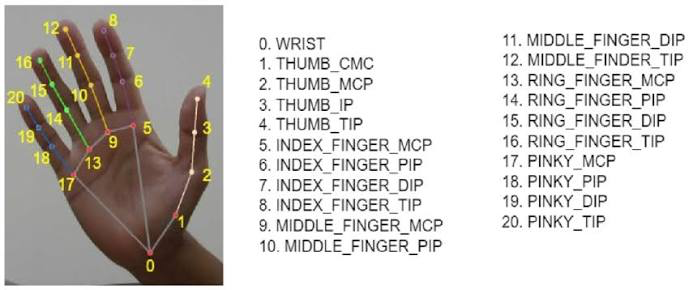 8
12
7
11
16
6
10
4
15
20
14
5
3
19
9
18
13
2
17
1
0
0. WRIST
1. THUMB_CMC
2. THUMB_MCP
3. THUMB_IP
4. THUMB_TIP
5. INDEX_FINGER_MCP
6. INDEX_FINGER_PIP
7. INDEX_FINGER_DIP
8. INDEX_FINGER_TIP
9. MIDDLE_FINGER_MCP
10. MIDDLE_FINGER_PIP
11. MIDDLE_FINGER_DIP
12. MIDDLE_FINDER_TIP
13. RING_FINGER_MCP
14. RING_FINGER_PIP
15. RING_FINGER_DIP
16. RING_FINGER_TIP
17. PINKY_MCP
18. PINKY_PIP
19. PINKY_DIP
20. PINKY_TIP